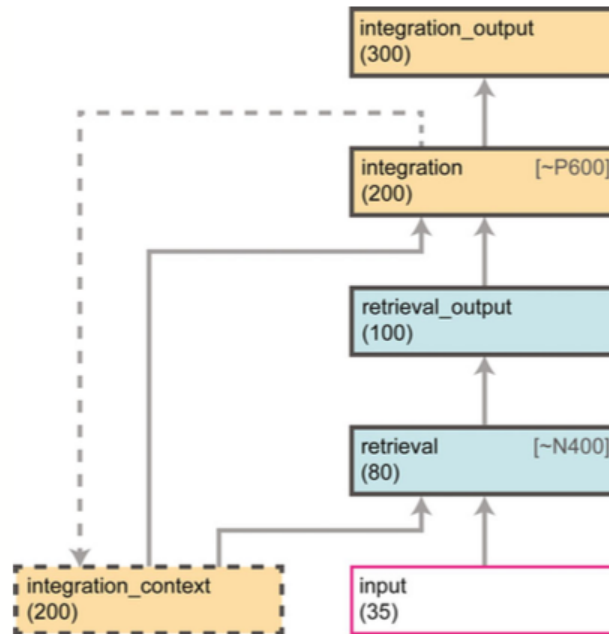 integration_output
(300)
integration [~P600]
(200)
retrieval_output
(100)
retrieval [~N400]
(80)
integration_context
(200)
input
(35)